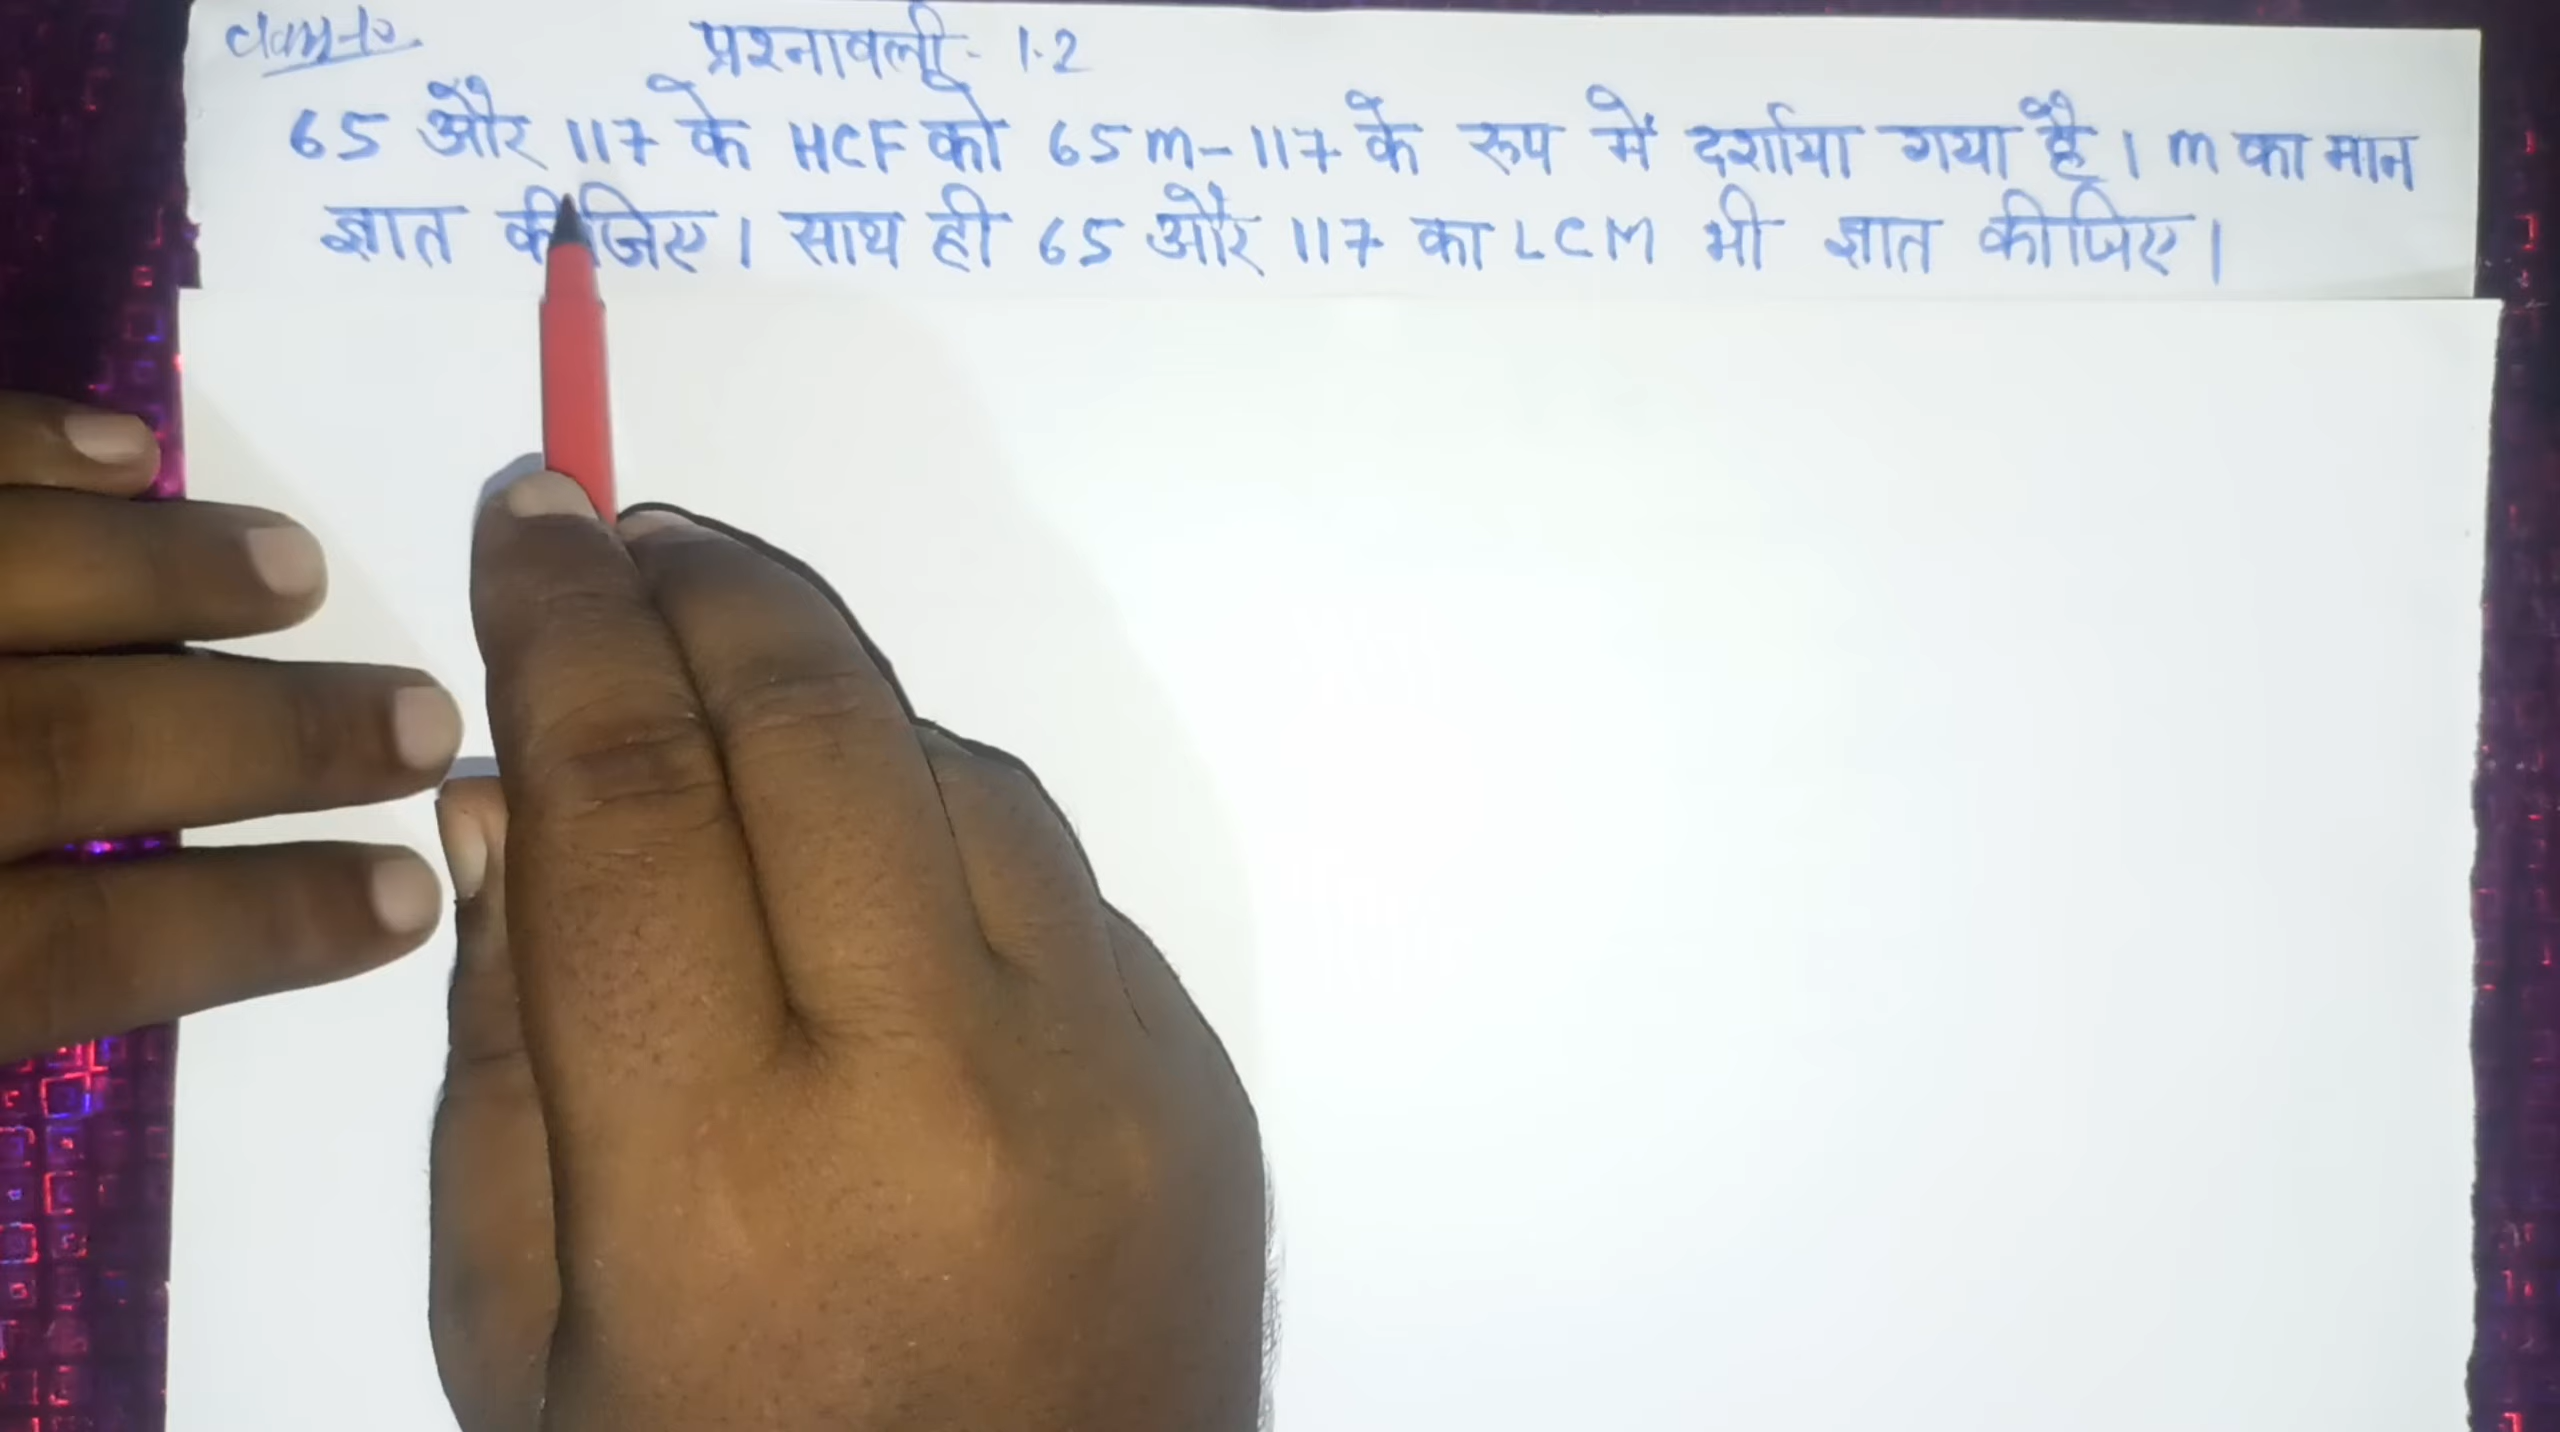 Class-10 प्रश्नावली- 1.2
65 और 117 के HCF को 65m-117 के रूप में दर्शाया गया है। m का मान
ज्ञात कीजिए। साथ ही 65 और 117 का LCM भी ज्ञात कीजिए।